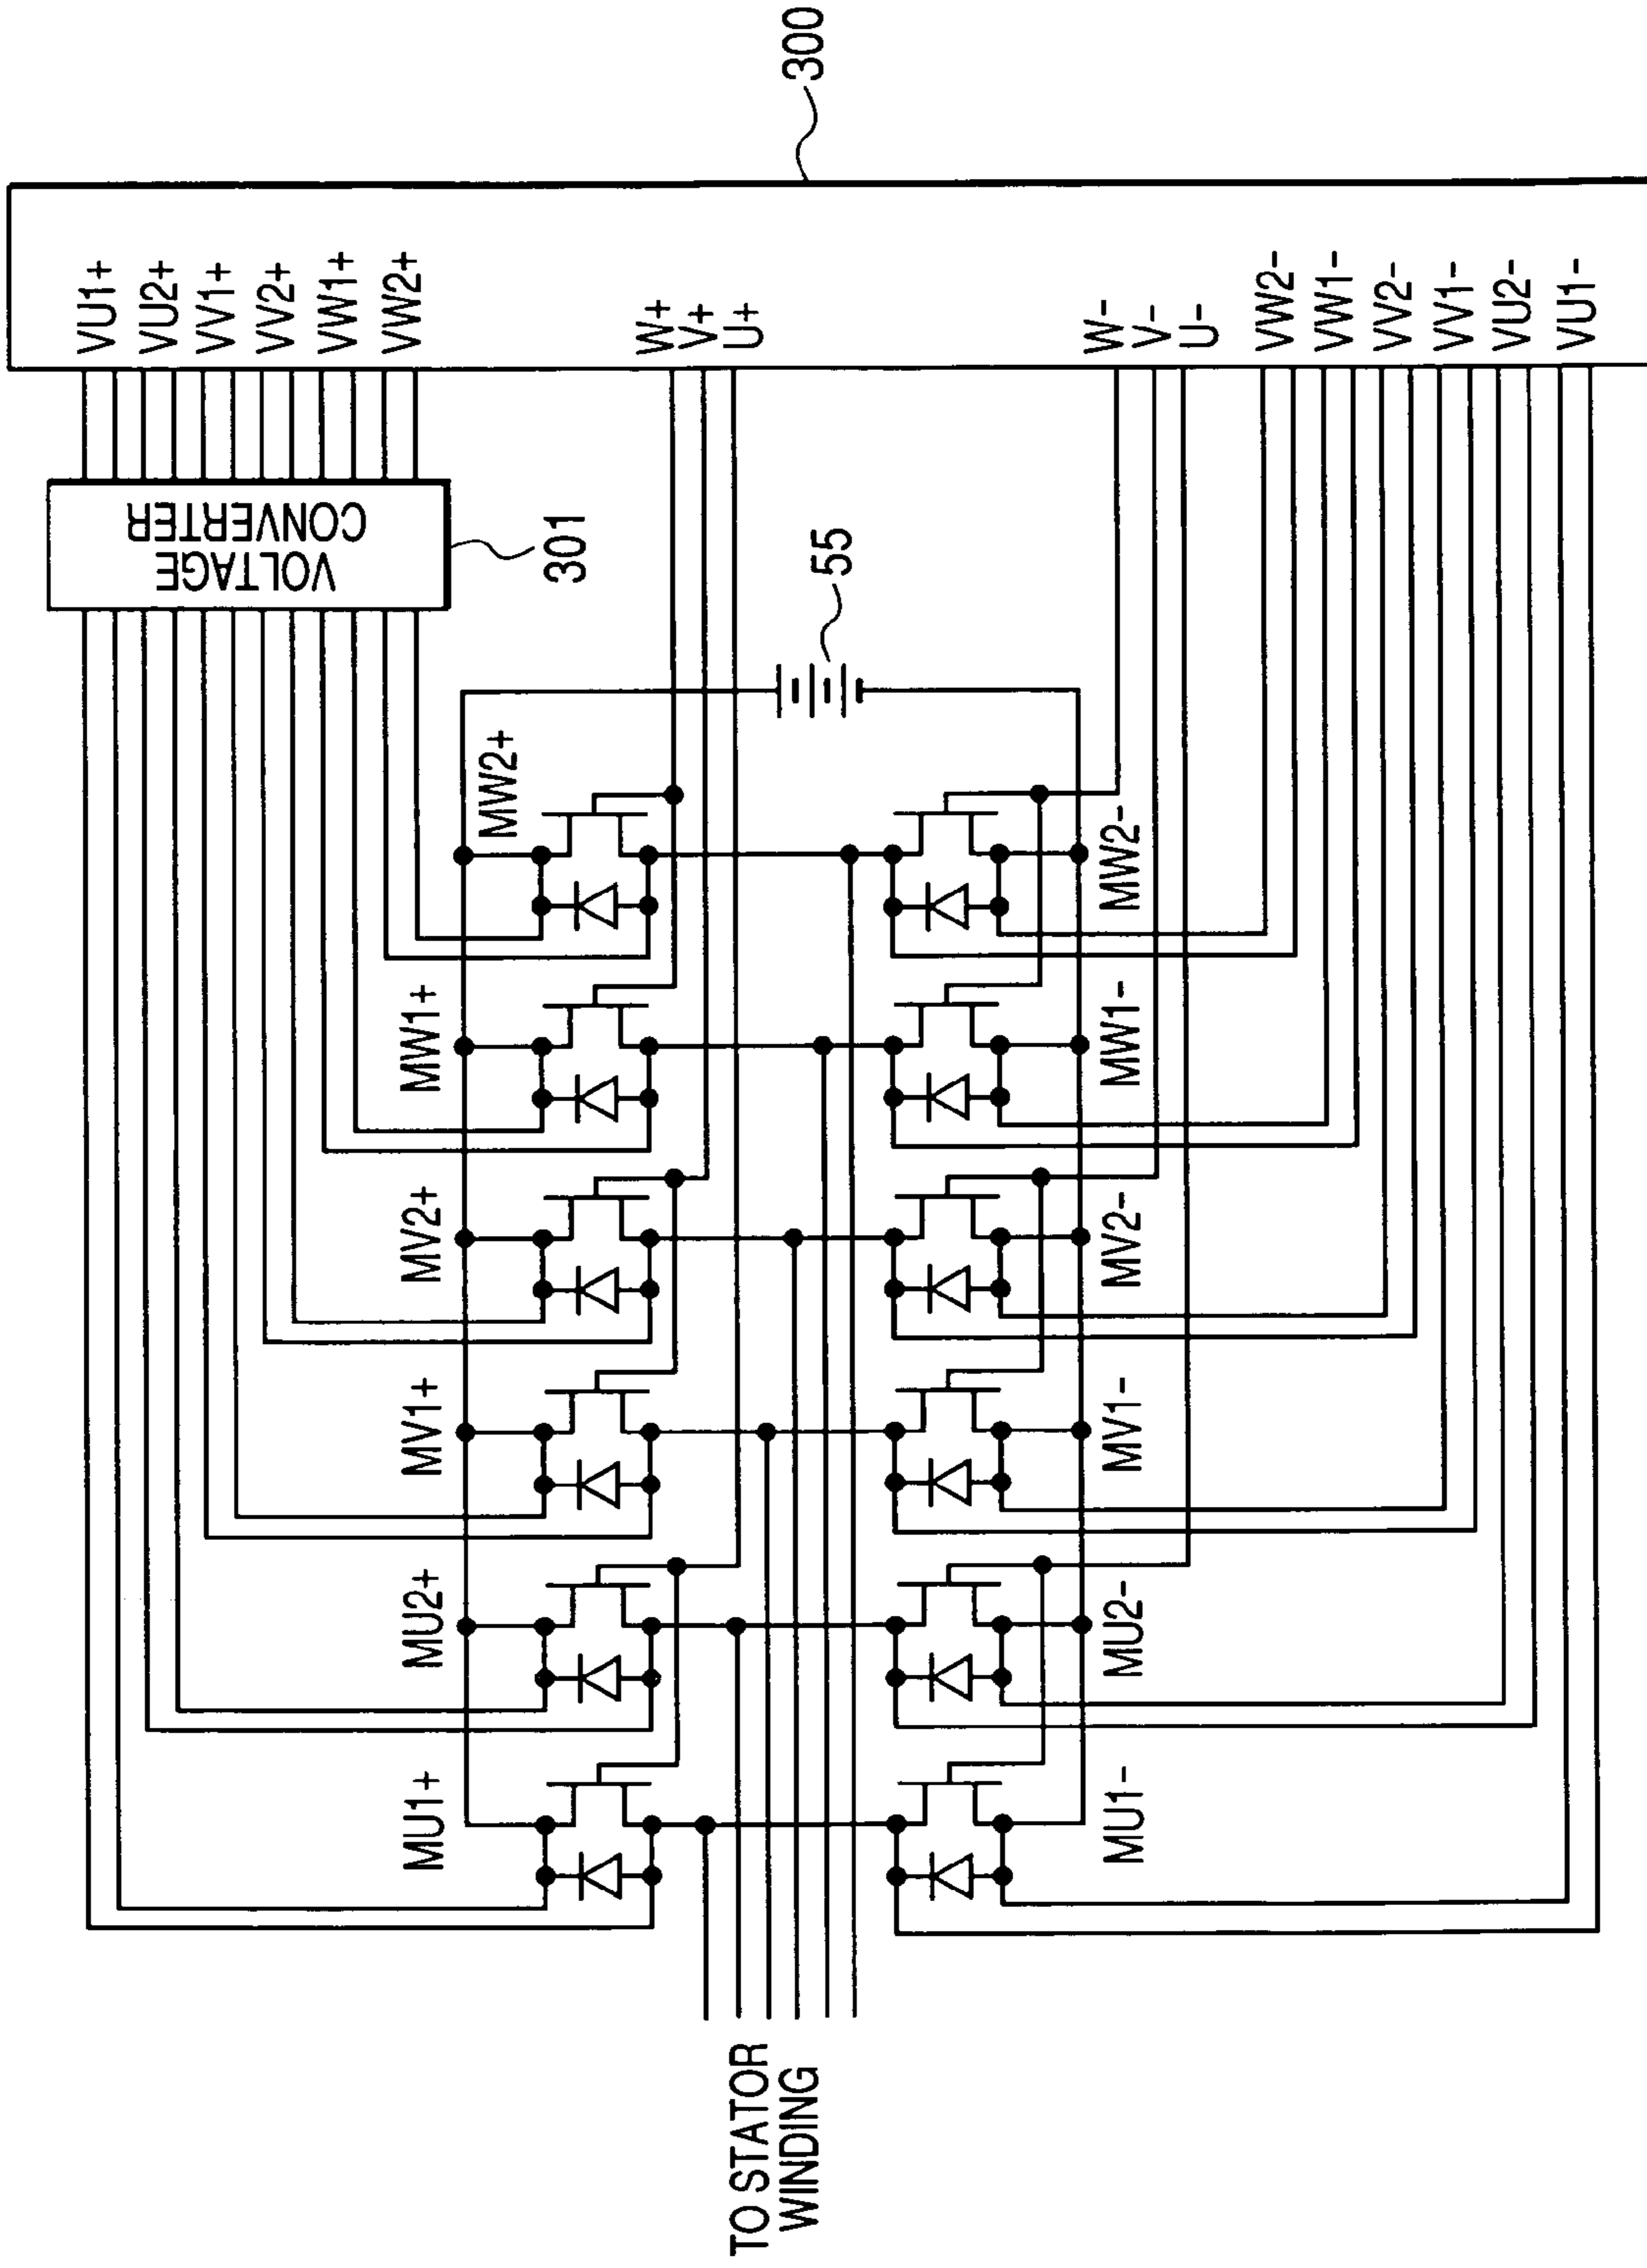 300
VU1+
VU2+
VV1+
VV2+
VW1+
VW2+
W+
V+
U+
W-
V-
U-
VW2-
VW1-
VV2-
VV1-
VU2-
VU1-
VOLTAGE
CONVERTER
301
55
MW2+
MW1+
MV2+
MV1+
MU2+
MU1+
MW2-
MW1-
MV2-
MV1-
MU2-
MU1-
TO STATOR
WINDING